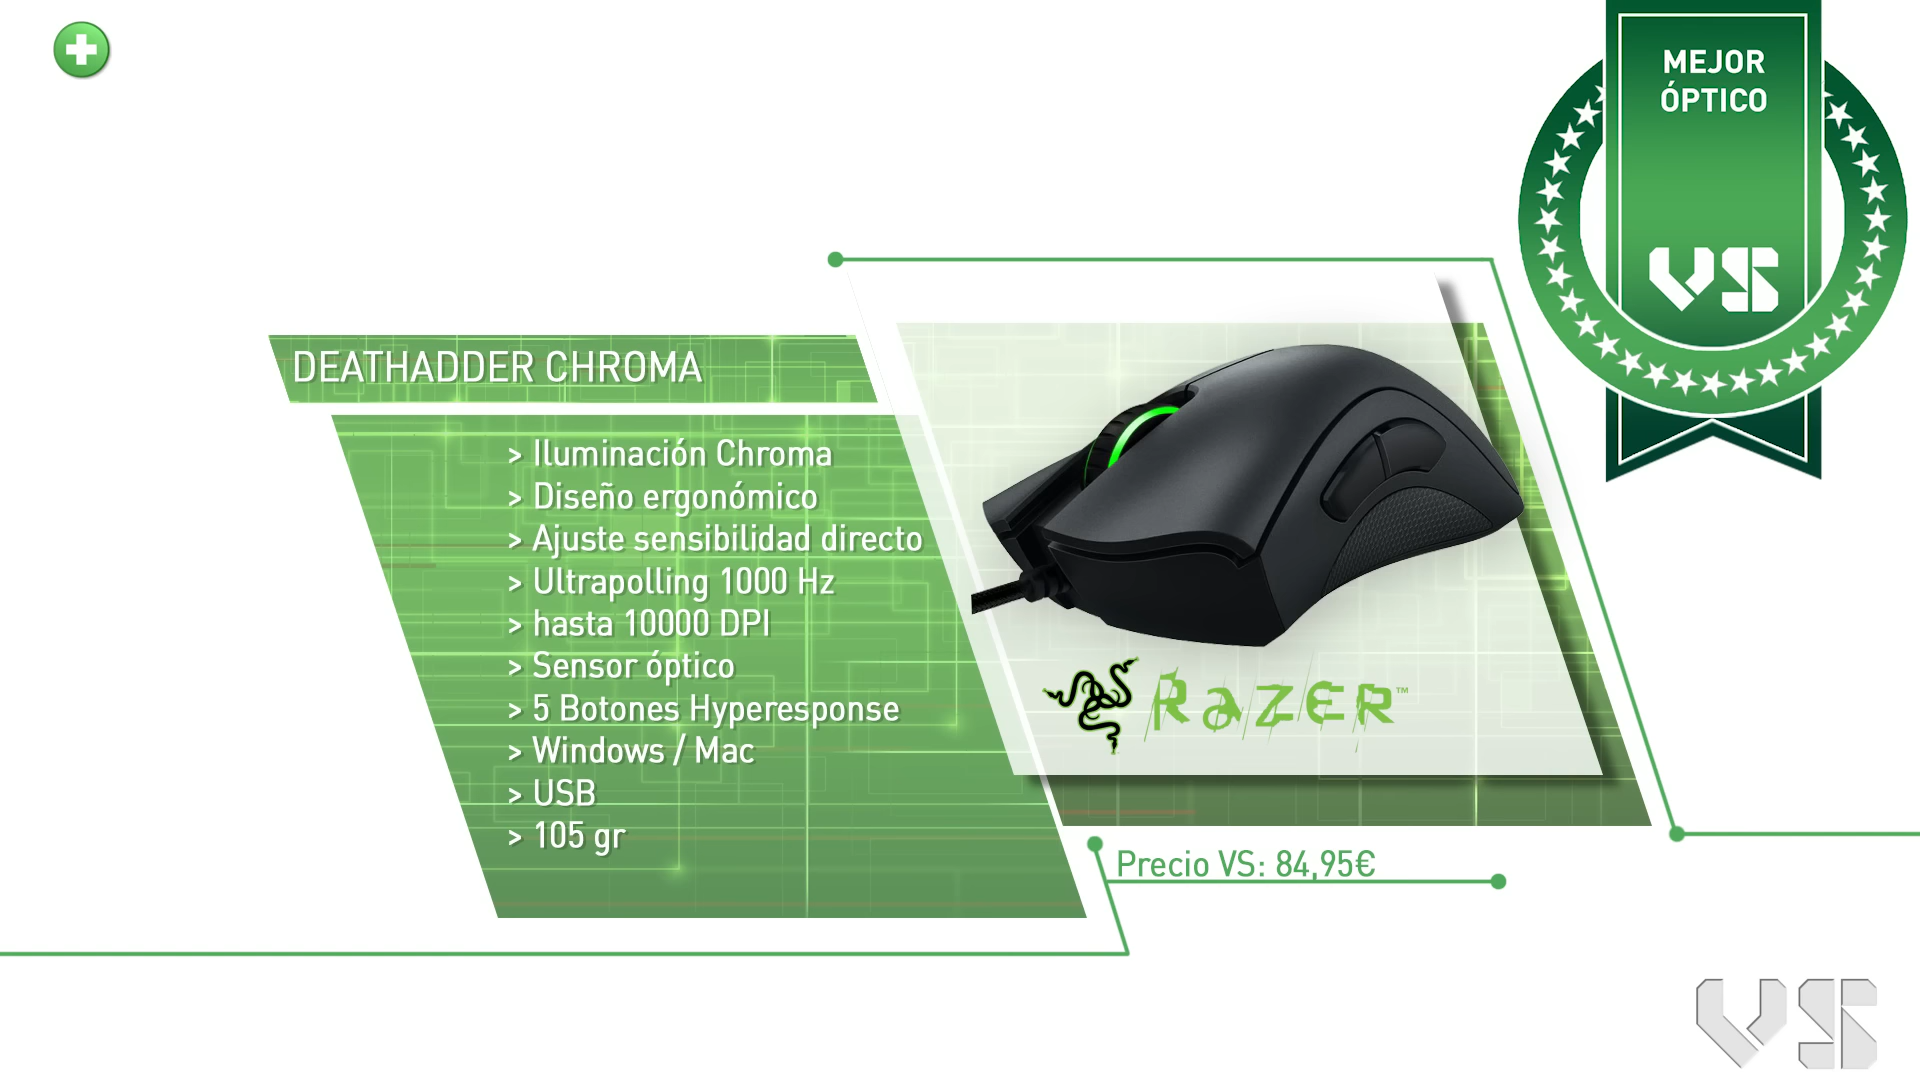 MEJOR
ÓPTICO
VS
DEATHADDER CHROMA
> Iluminación Chroma
> Diseño ergonómico
> Ajuste sensibilidad directo
> Ultrapolling 1000 Hz
> hasta 10000 DPI
> Sensor óptico
> 5 Botones Hyperesponse
> Windows / Mac
> USB
> 105 gr
RAZER™
Precio VS: 84,95€
VS